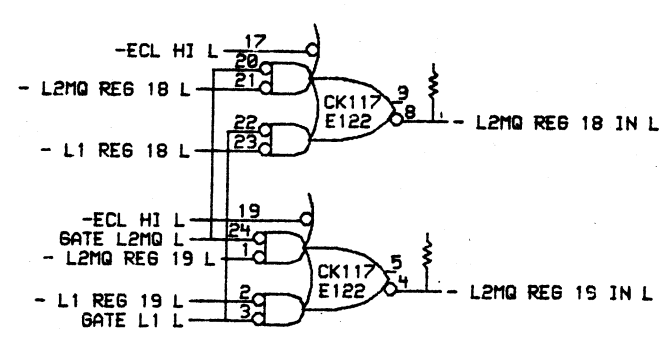 -ECL HI L 17
20
- L2MQ REG 18 L 21
CK117 9
E122 8 - L2MQ REG 18 IN L
22
- L1 REG 18 L 23
-ECL HI L 19
GATE L2MQ L 24
- L2MQ REG 19 L 1
CK117 5
E122 4 - L2MQ REG 19 IN L
- L1 REG 19 L 2
GATE L1 L 3